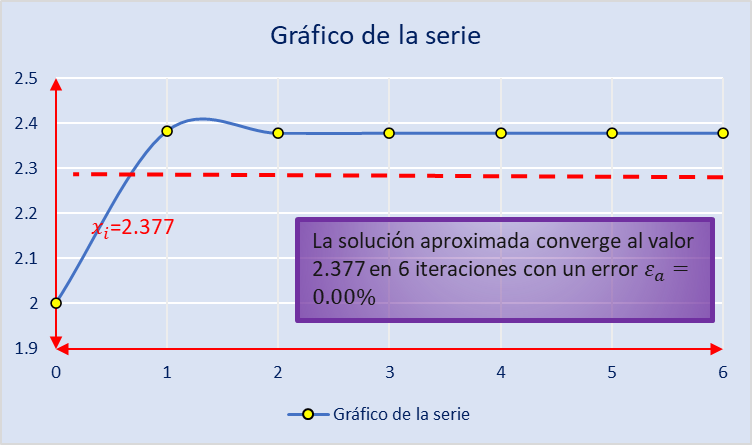 Gráfico de la serie
2.5
2.4
2.3
2.2
2.1
2
1.9
𝑥ᵢ=2.377
La solución aproximada converge al valor
2.377 en 6 iteraciones con un error 𝜀ₐ =
0.00%
0 1 2 3 4 5 6
Gráfico de la serie